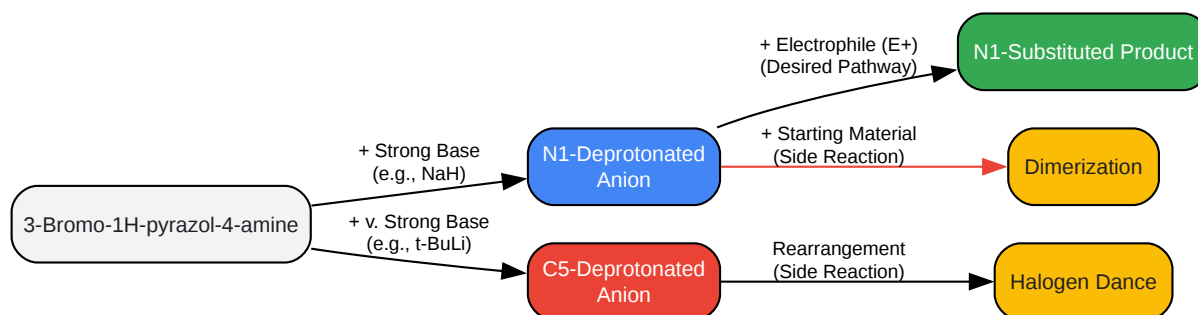 3-Bromo-1H-pyrazol-4-amine
+ Strong Base
(e.g., NaH)
+ v. Strong Base
(e.g., t-BuLi)
N1-Deprotonated
Anion
C5-Deprotonated
Anion
+ Electrophile (E+)
(Desired Pathway)
+ Starting Material
(Side Reaction)
Rearrangement
(Side Reaction)
N1-Substituted Product
Dimerization
Halogen Dance